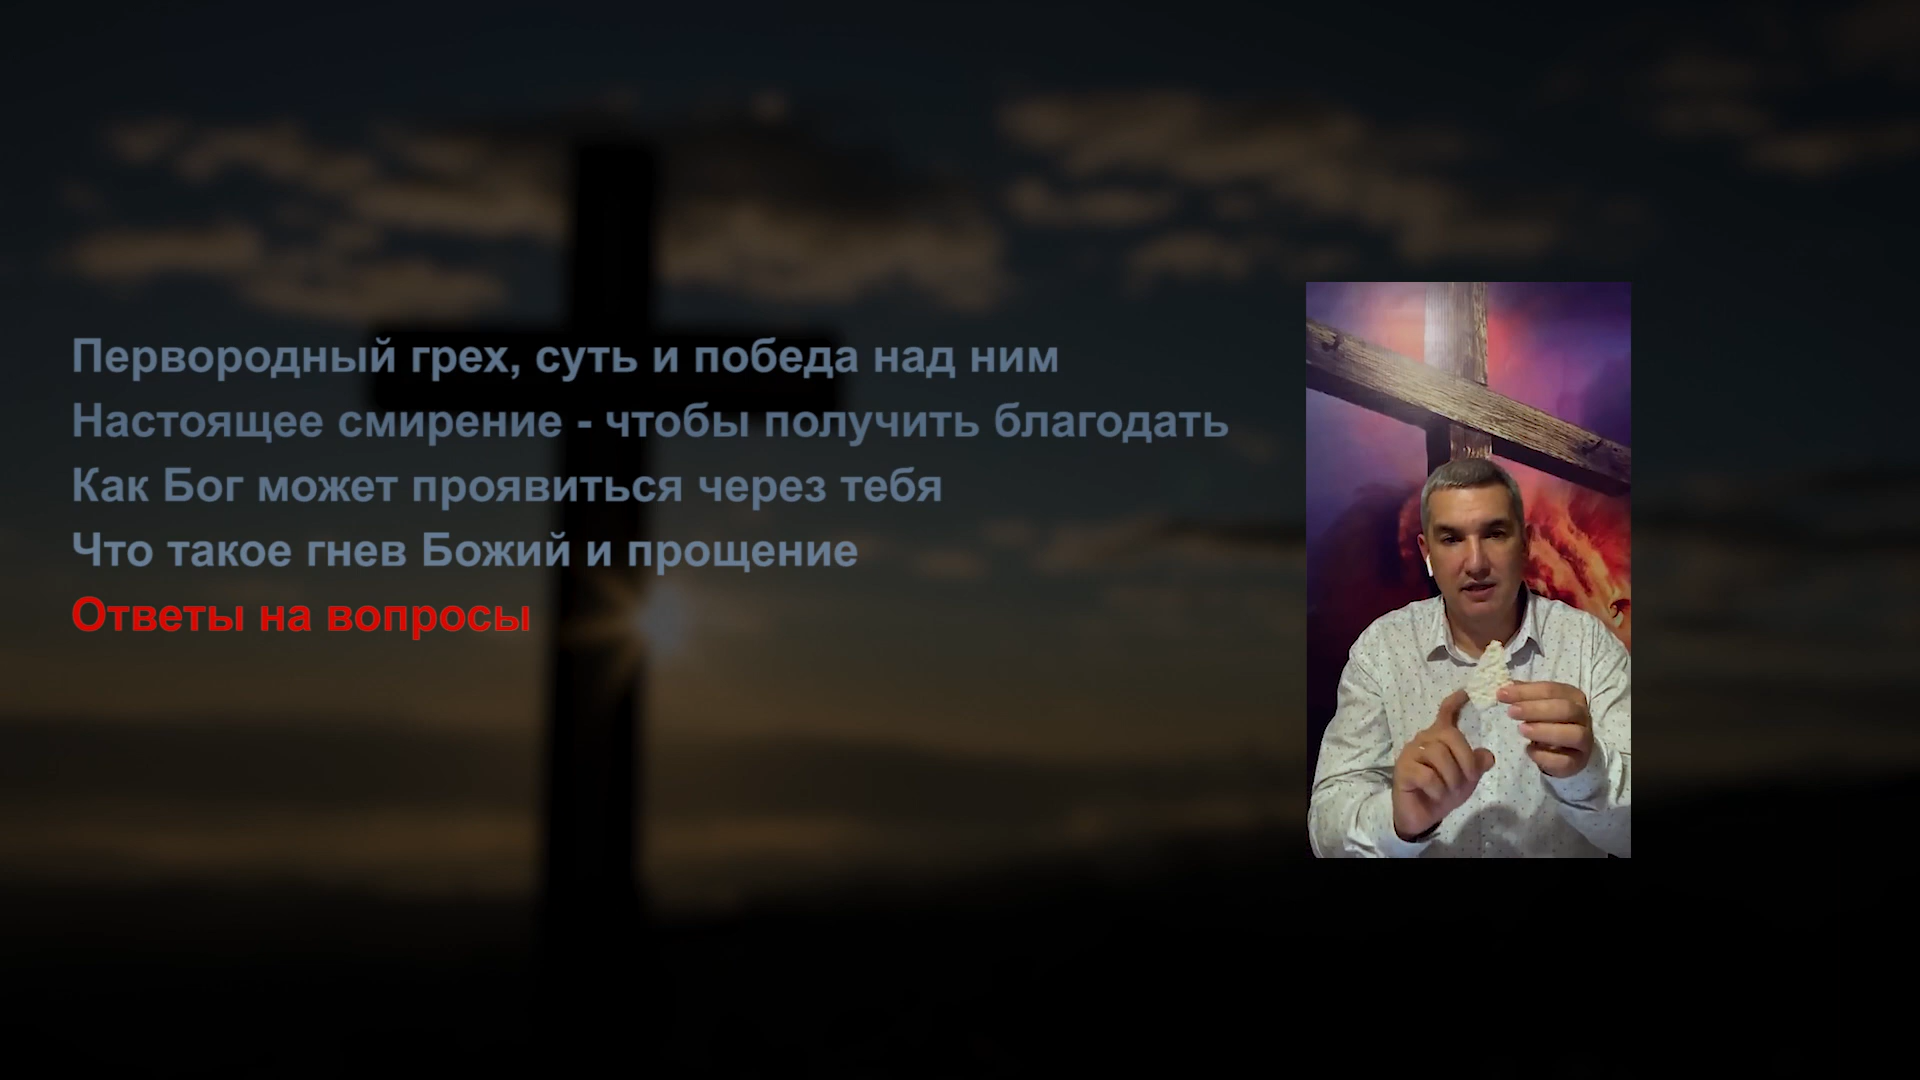 Первородный грех, суть и победа над ним
Настоящее смирение - чтобы получить благодать
Как Бог может проявиться через тебя
Что такое гнев Божий и прощение
Ответы на вопросы